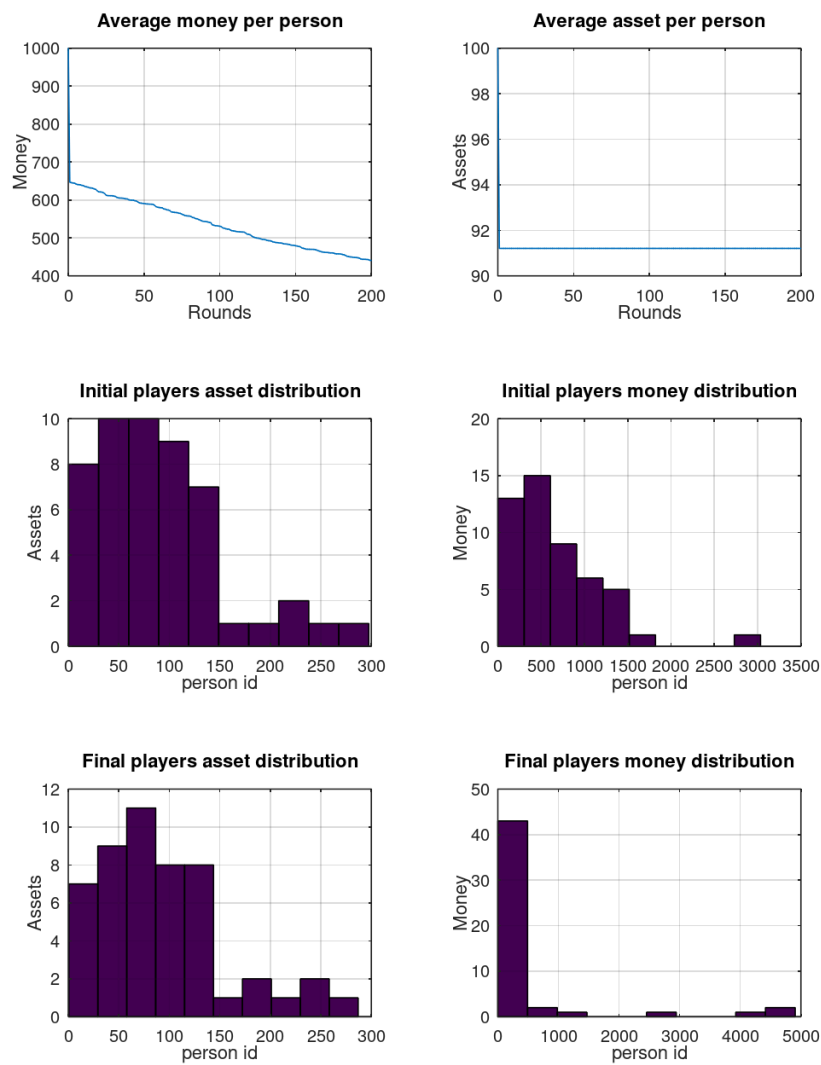 Average money per person
1000
900
800
700
600
500
400
Money
0 50 100 150 200
Rounds
Average asset per person
100
98
96
94
92
90
Assets
0 50 100 150 200
Rounds
Initial players asset distribution
10
8
6
4
2
0
Assets
0 50 100 150 200 250 300
person id
Initial players money distribution
20
15
10
5
0
Money
0 500 1000 1500 2000 2500 3000 3500
person id
Final players asset distribution
12
10
8
6
4
2
0
Assets
0 50 100 150 200 250 300
person id
Final players money distribution
50
40
30
20
10
0
Money
0 1000 2000 3000 4000 5000
person id